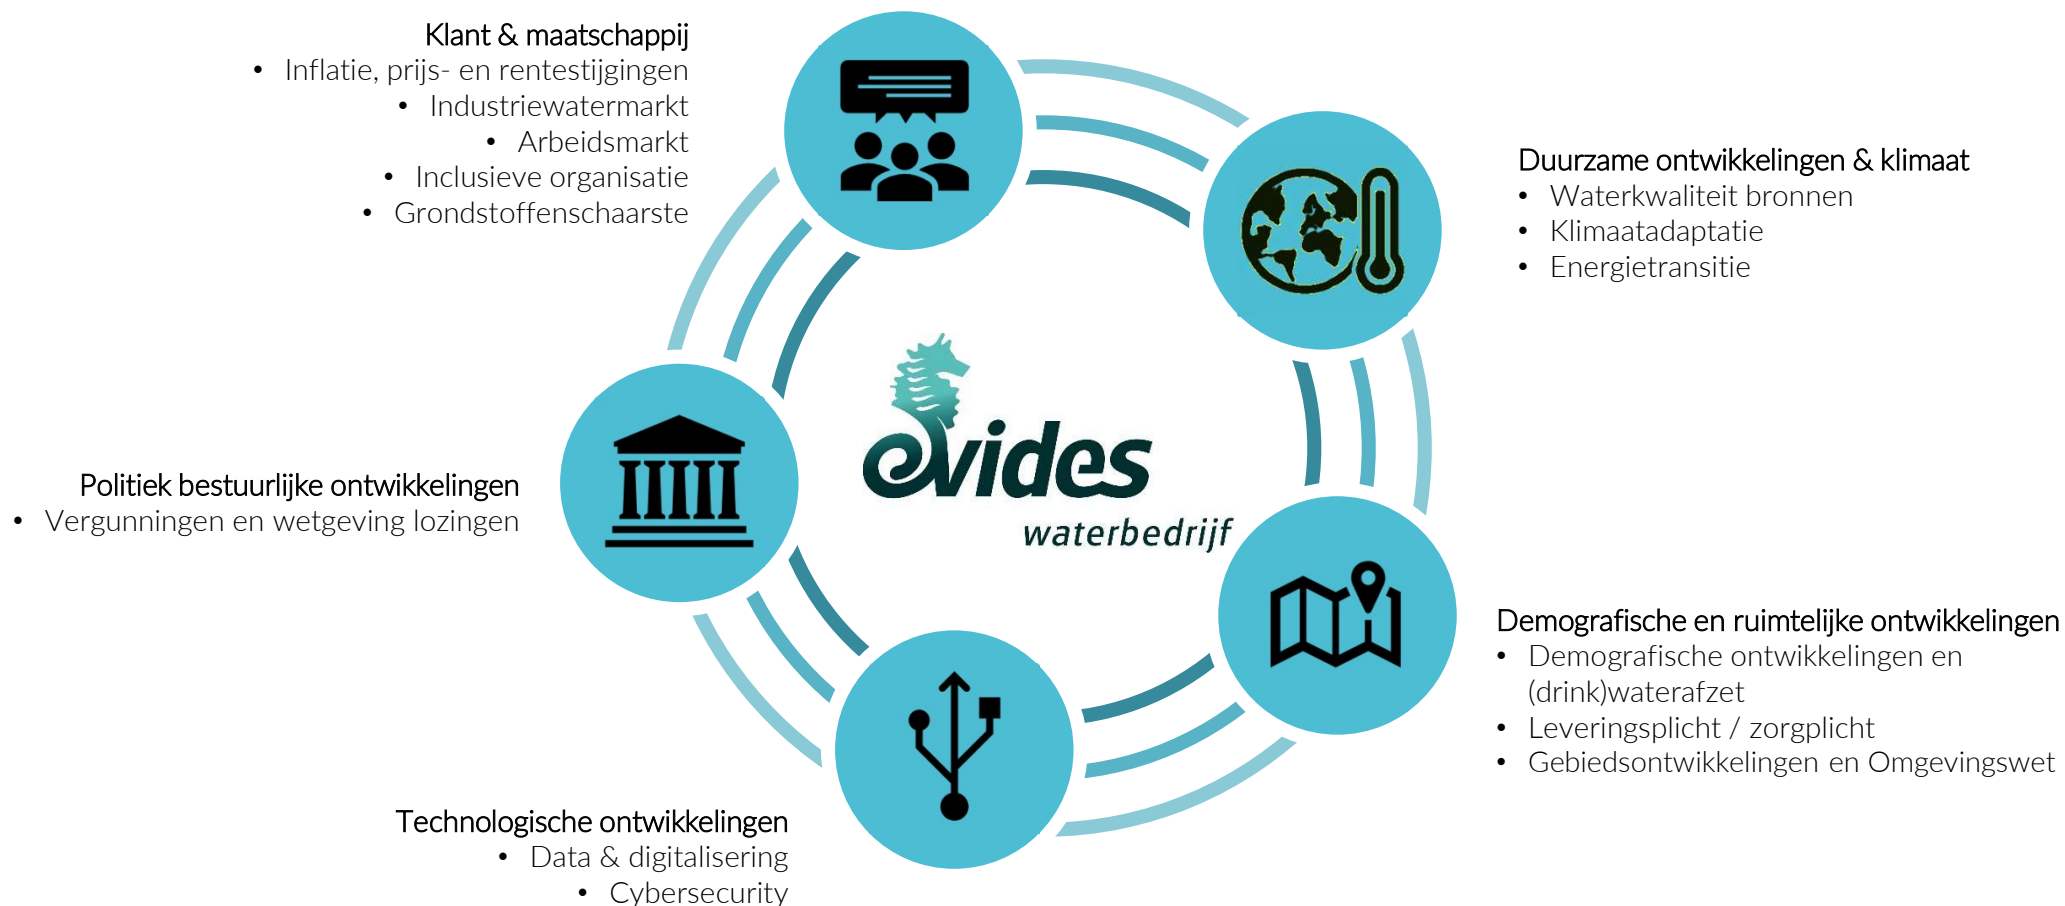 Klant & maatschappij
• Inflatie, prijs- en rentestijgingen
• Industriewatermarkt
• Arbeidsmarkt
• Inclusieve organisatie
• Grondstoffenschaarste
Duurzame ontwikkelingen & klimaat
• Waterkwaliteit bronnen
• Klimaatadaptatie
• Energietransitie
evides
waterbedrijf
Politiek bestuurlijke ontwikkelingen
• Vergunningen en wetgeving lozingen
Demografische en ruimtelijke ontwikkelingen
• Demografische ontwikkelingen en
(drink)waterafzet
• Leveringsplicht / zorgplicht
• Gebiedsontwikkelingen en Omgevingswet
Technologische ontwikkelingen
• Data & digitalisering
• Cybersecurity